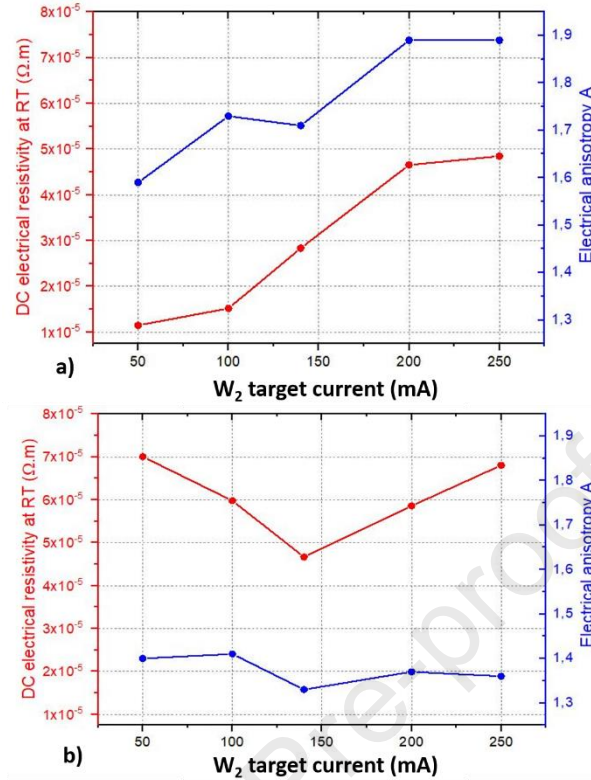 DC electrical resistivity at RT (Ω.m)
8x10⁻⁵
7x10⁻⁵
6x10⁻⁵
5x10⁻⁵
4x10⁻⁵
3x10⁻⁵
2x10⁻⁵
1x10⁻⁵
1,9
1,8
1,7
1,6
1,5
1,4
1,3
Electrical anisotropy A
50 100 150 200 250
a)
W₂ target current (mA)
DC electrical resistivity at RT (Ω.m)
8x10⁻⁵
7x10⁻⁵
6x10⁻⁵
5x10⁻⁵
4x10⁻⁵
3x10⁻⁵
2x10⁻⁵
1x10⁻⁵
1,9
1,8
1,7
1,6
1,5
1,4
1,3
Electrical anisotropy A
50 100 150 200 250
b)
W₂ target current (mA)
Pre-proof